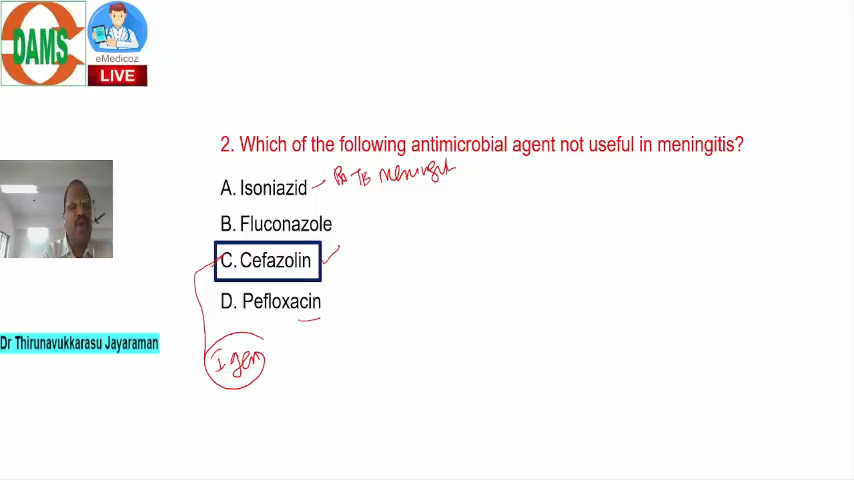 DAMS
eMedicoz
LIVE
2. Which of the following antimicrobial agent not useful in meningitis?
A. Isoniazid – TB meningit
B. Fluconazole
C. Cefazolin
D. Pefloxacin
Dr Thirunavukkarasu Jayaraman
I gen